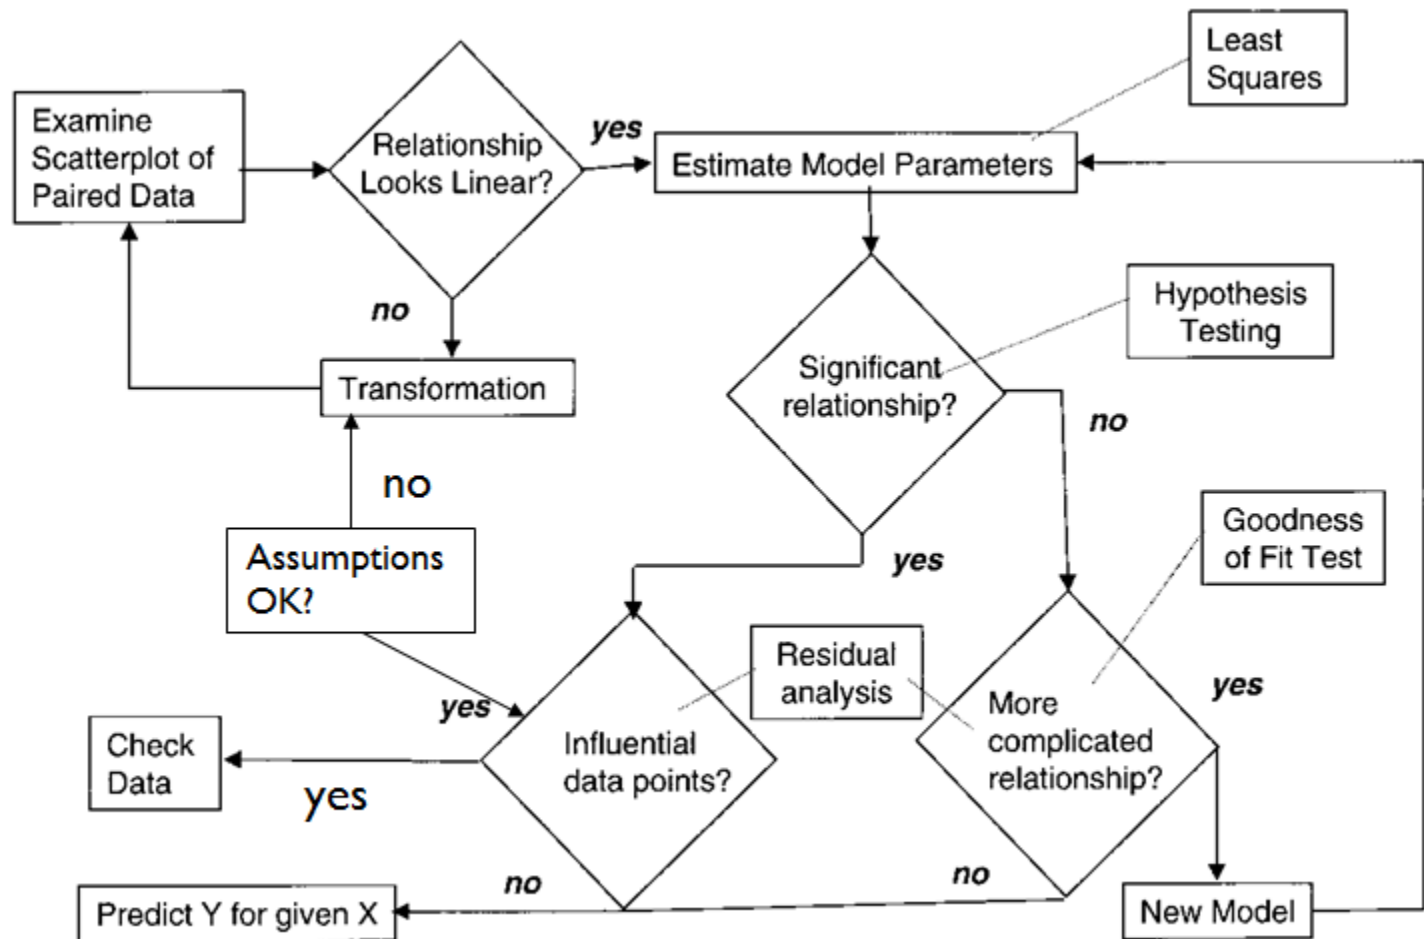 Least
Squares
Examine
Scatterplot of
Paired Data
Relationship
Looks Linear?
yes
Estimate Model Parameters
no
Transformation
Hypothesis
Testing
Significant
relationship?
no
no
Assumptions
OK?
yes
Goodness
of Fit Test
Residual
analysis
yes
yes
Check
Data
yes
Influential
data points?
More
complicated
relationship?
no
no
Predict Y for given X
New Model